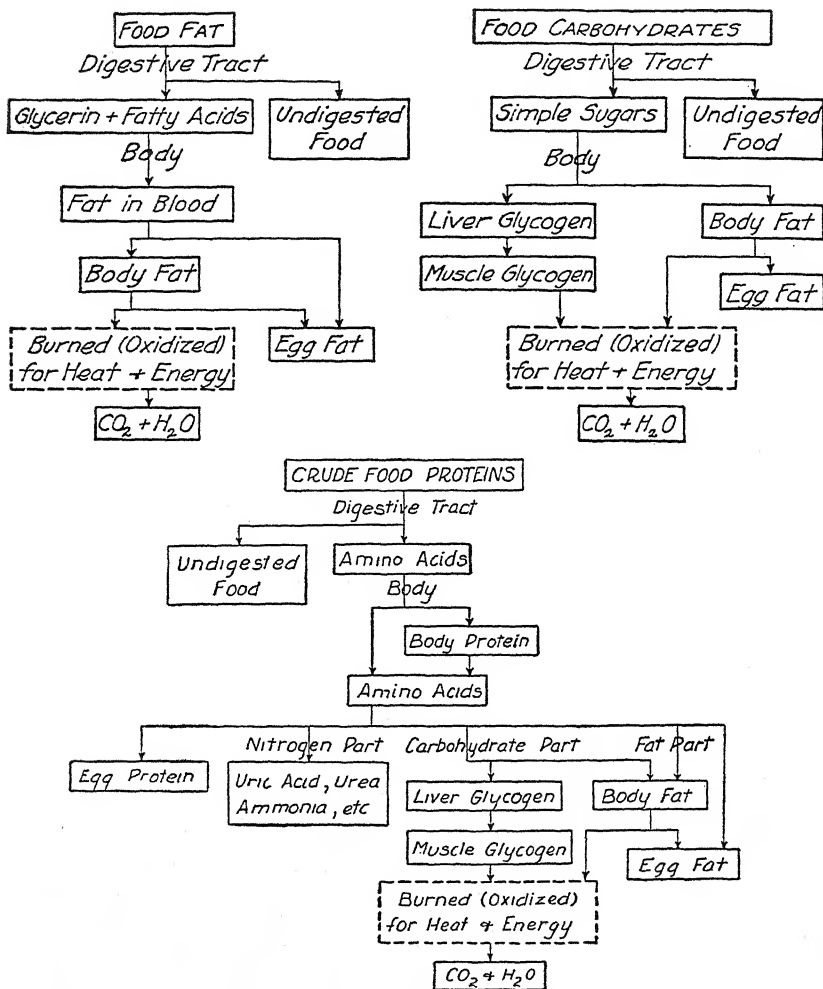 FOOD FAT
Digestive Tract
Glycerin + Fatty Acids
Undigested
Food
Body
Fat in Blood
Body Fat
Burned (Oxidized)
for Heat + Energy
Egg Fat
CO₂ + H₂O
FOOD CARBOHYDRATES
Digestive Tract
Simple Sugars
Undigested
Food
Body
Liver Glycogen
Body Fat
Muscle Glycogen
Egg Fat
Burned (Oxidized)
for Heat + Energy
CO₂ + H₂O
CRUDE FOOD PROTEINS
Digestive Tract
Undigested
Food
Amino Acids
Body
Body Protein
Amino Acids
Nitrogen Part
Carbohydrate Part
Fat Part
Egg Protein
Uric Acid, Urea
Ammonia, etc
Liver Glycogen
Body Fat
Muscle Glycogen
Egg Fat
Burned (Oxidized)
for Heat & Energy
CO₂ & H₂O